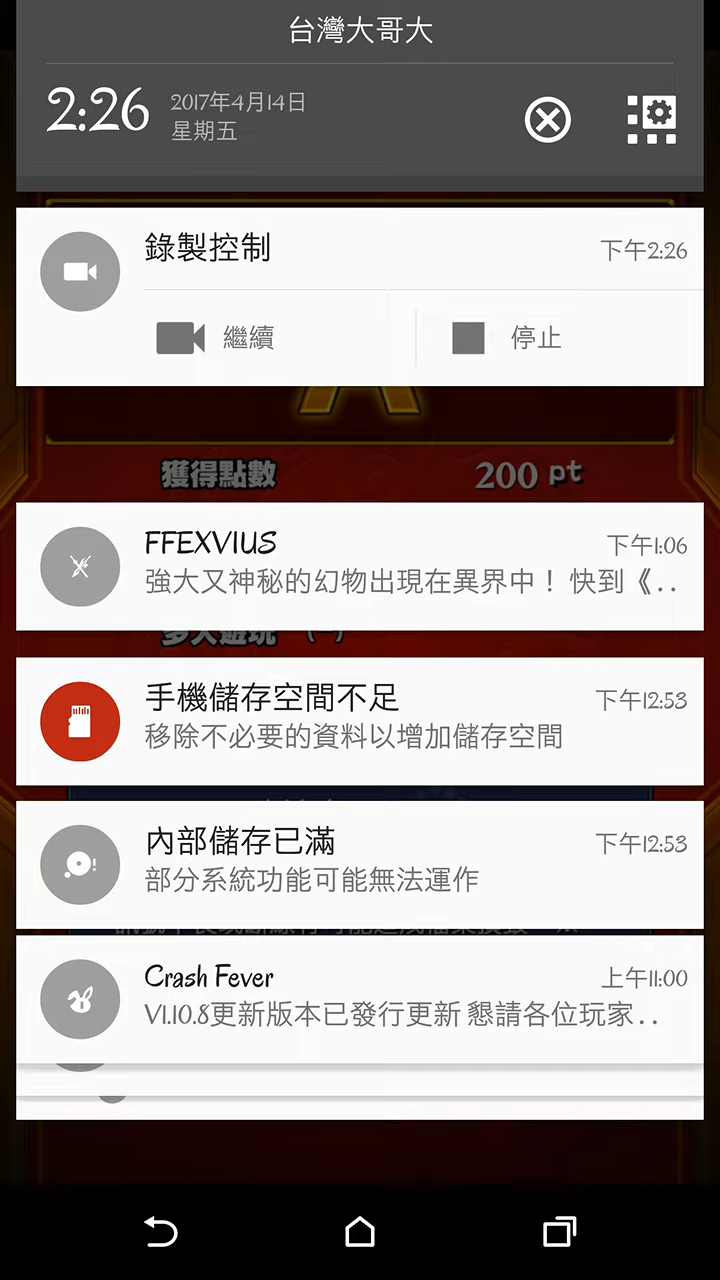 台灣大哥大
2:26
2017年4月14日
星期五
錄製控制
下午2:26
繼續
停止
獲得點數
200 pt
FFEXVIUS
下午1:06
強大又神秘的幻物出現在異界中！ 快到《..
多人遊玩 (-)
手機儲存空間不足
下午12:53
移除不必要的資料以增加儲存空間
內部儲存已滿
下午12:53
部分系統功能可能無法運作
Crash Fever
上午11:00
V1.10.8更新版本已發行更新 懇請各位玩家..